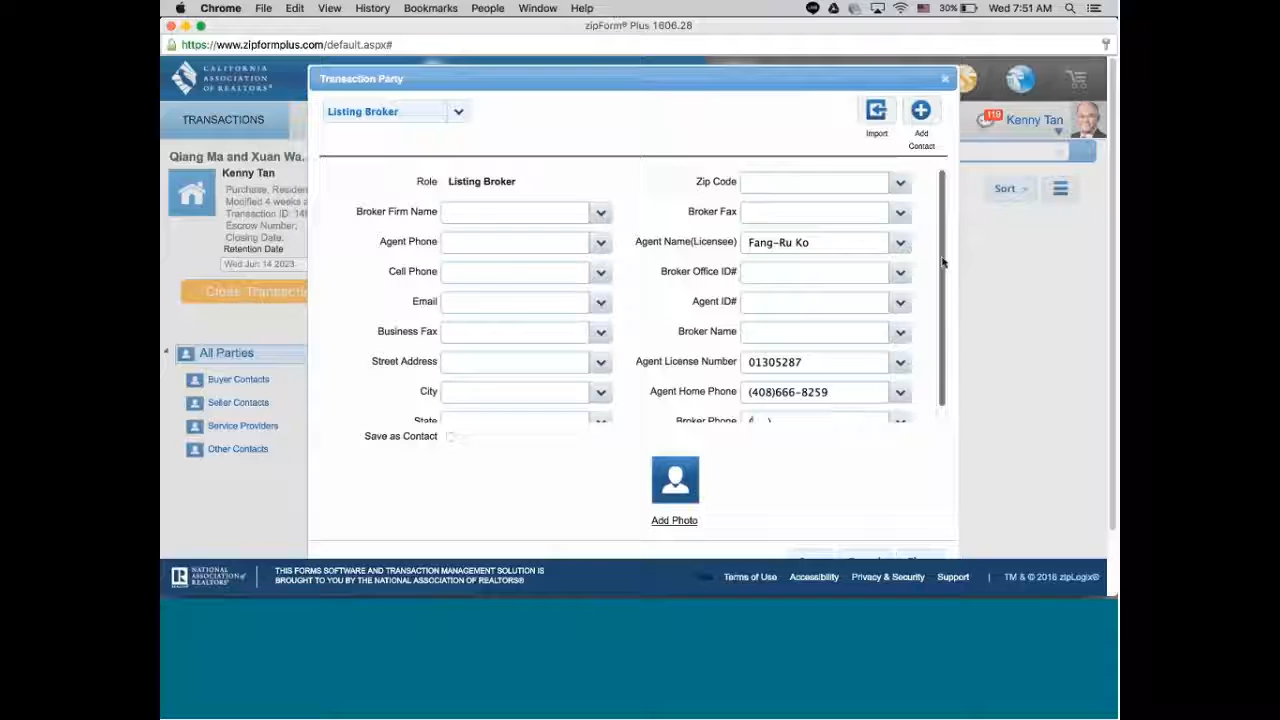 Chrome File Edit View History Bookmarks People Window Help 30% Wed 7:51 AM
zipForm® Plus 1606.28
https://www.zipformplus.com/default.aspx#
CALIFORNIA
ASSOCIATION
OF REALTORS®
Transaction Party
TRANSACTIONS
Listing Broker
Import
Add
Contact
119
Kenny Tan
Qiang Ma and Xuan Wa.
Kenny Tan
Purchase, Residen
Modified 4 weeks a
Transaction ID: 14
Escrow Number,
Closing Date,
Retention Date
Wed Jun 14 2023
Close Transacti
Sort
Role Listing Broker
Zip Code
Broker Firm Name
Broker Fax
Agent Phone
Agent Name(Licensee) Fang-Ru Ko
Cell Phone
Broker Office ID#
Email
Agent ID#
Business Fax
Broker Name
Street Address
Agent License Number 01305287
City
Agent Home Phone (408)666-8259
State
Broker Phone ( )
Save as Contact
Add Photo
All Parties
Buyer Contacts
Seller Contacts
Service Providers
Other Contacts
NATIONAL
ASSOCIATION
of REALTORS®
THIS FORMS SOFTWARE AND TRANSACTION MANAGEMENT SOLUTION IS
BROUGHT TO YOU BY THE NATIONAL ASSOCIATION OF REALTORS®
Terms of Use Accessibility Privacy & Security Support | TM & © 2016 zipLogix®